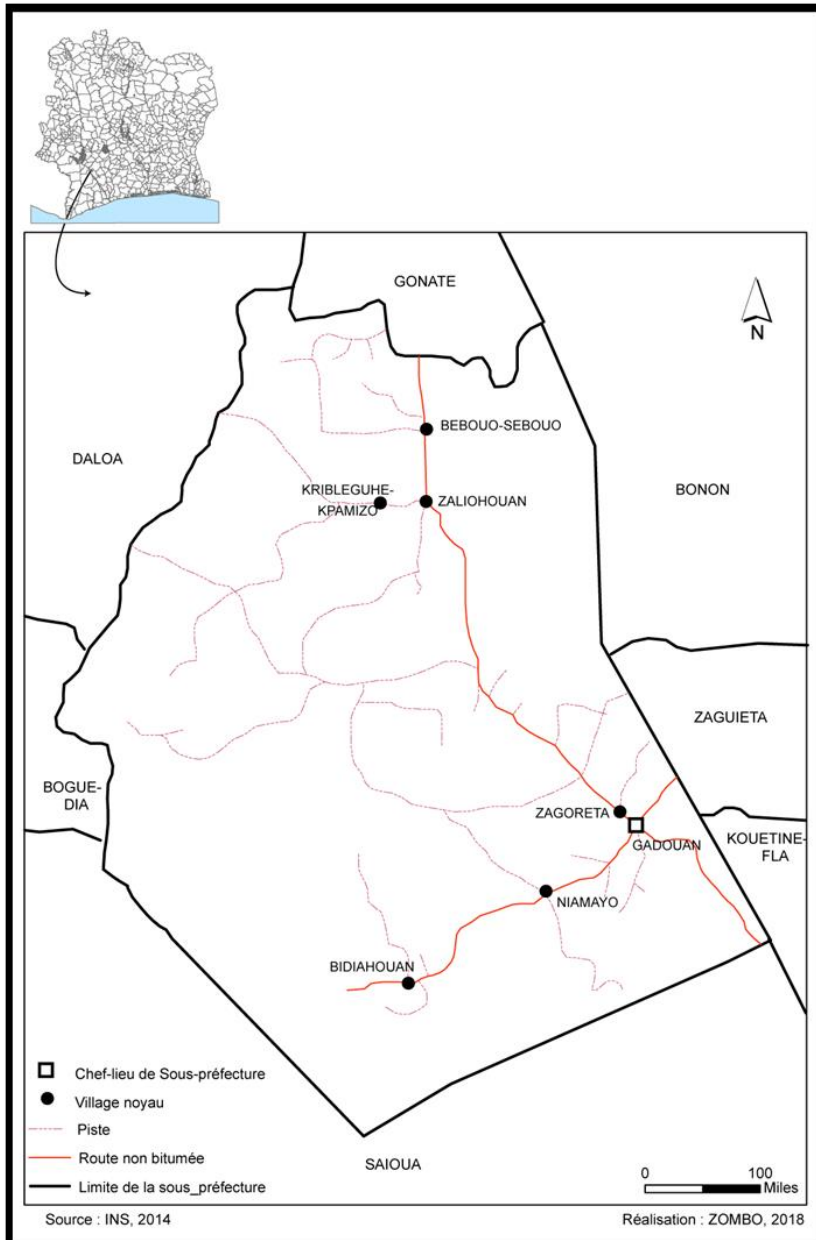 GONATE
N
BEBOUO-SEBOUO
DALOA
BONON
KRIBLEGUHE-
KPAMIZO
ZALIOHOUAN
ZAGUIETA
BOGUE-
DIA
ZAGORETA
GADOUAN
KOUETINE-
FLA
NIAMAYO
BIDIAHOUAN
Chef-lieu de Sous-préfecture
Village noyau
Piste
Route non bitumée
Limite de la sous_préfecture
SAIOUA
0 100
Miles
Source : INS, 2014
Réalisation : ZOMBO, 2018